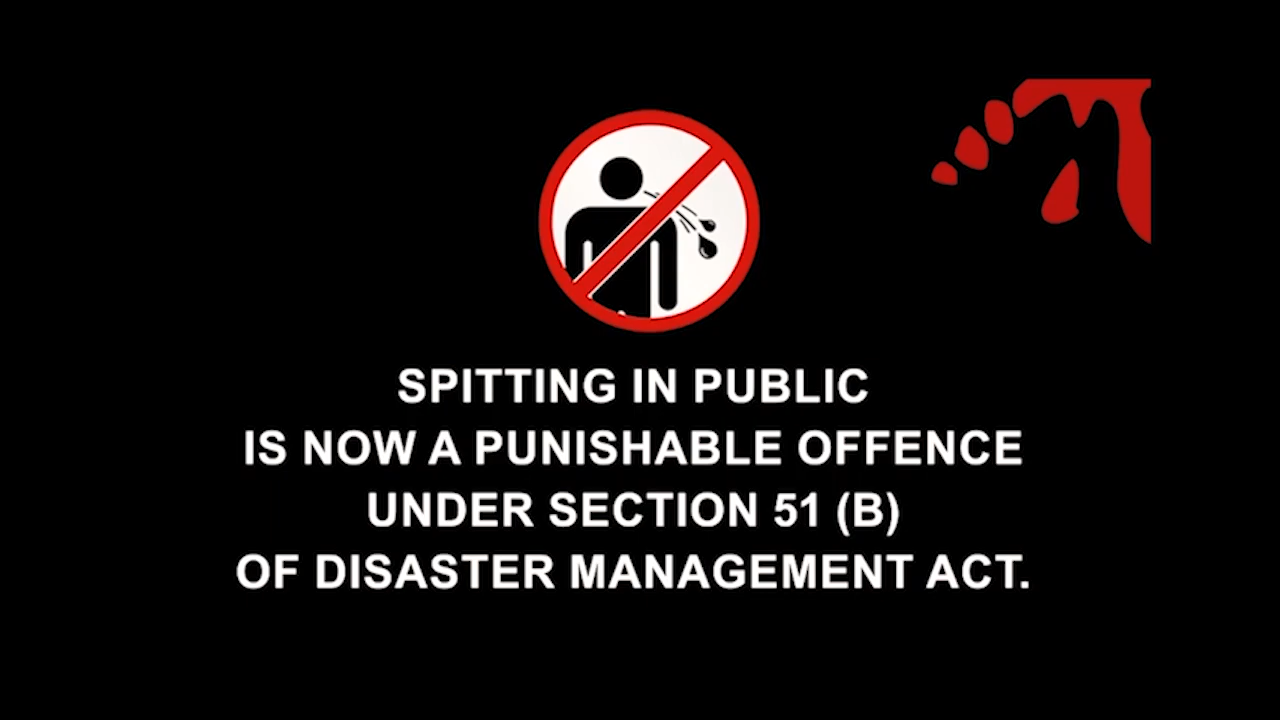 SPITTING IN PUBLIC
IS NOW A PUNISHABLE OFFENCE
UNDER SECTION 51 (B)
OF DISASTER MANAGEMENT ACT.